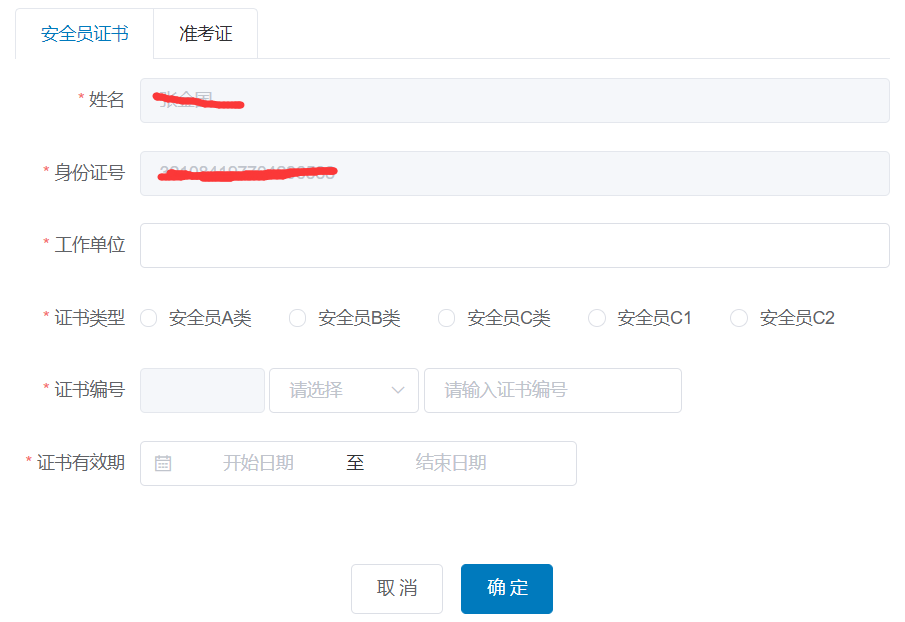 安全员证书 准考证
* 姓名
* 身份证号
* 工作单位
* 证书类型 安全员A类 安全员B类 安全员C类 安全员C1 安全员C2
* 证书编号 请选择 请输入证书编号
* 证书有效期 开始日期 至 结束日期
取消 确定